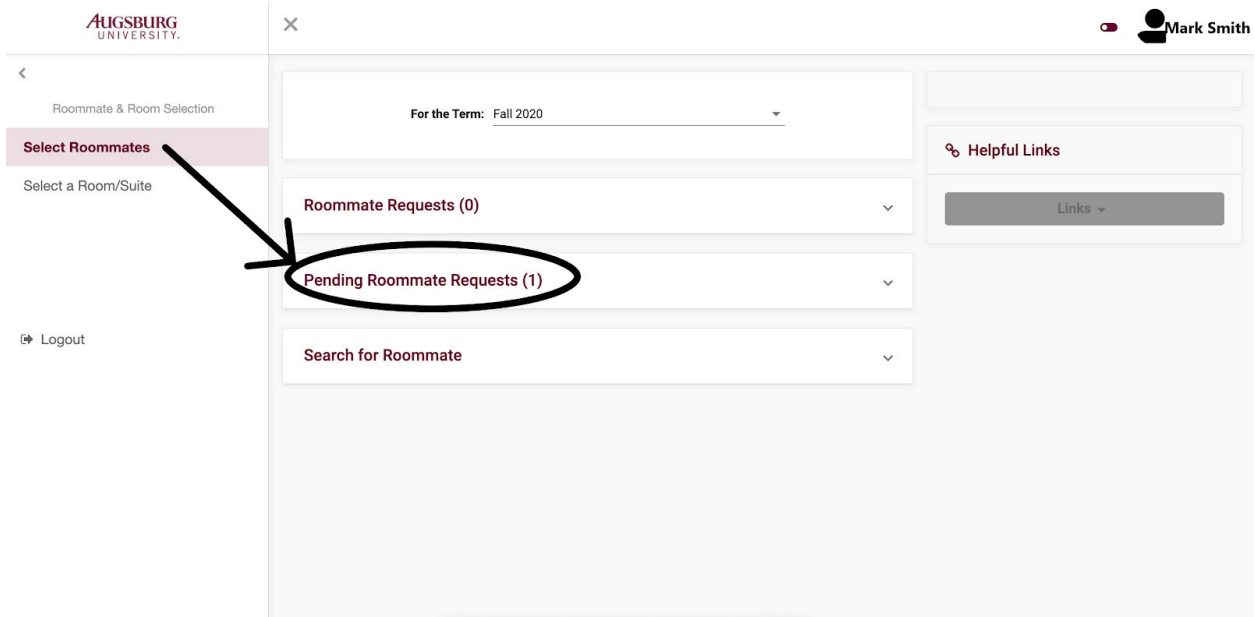 AUGSBURG
UNIVERSITY.
Mark Smith
Roommate & Room Selection
Select Roommates
Select a Room/Suite
Logout
For the Term: Fall 2020
Roommate Requests (0)
Pending Roommate Requests (1)
Search for Roommate
Helpful Links
Links